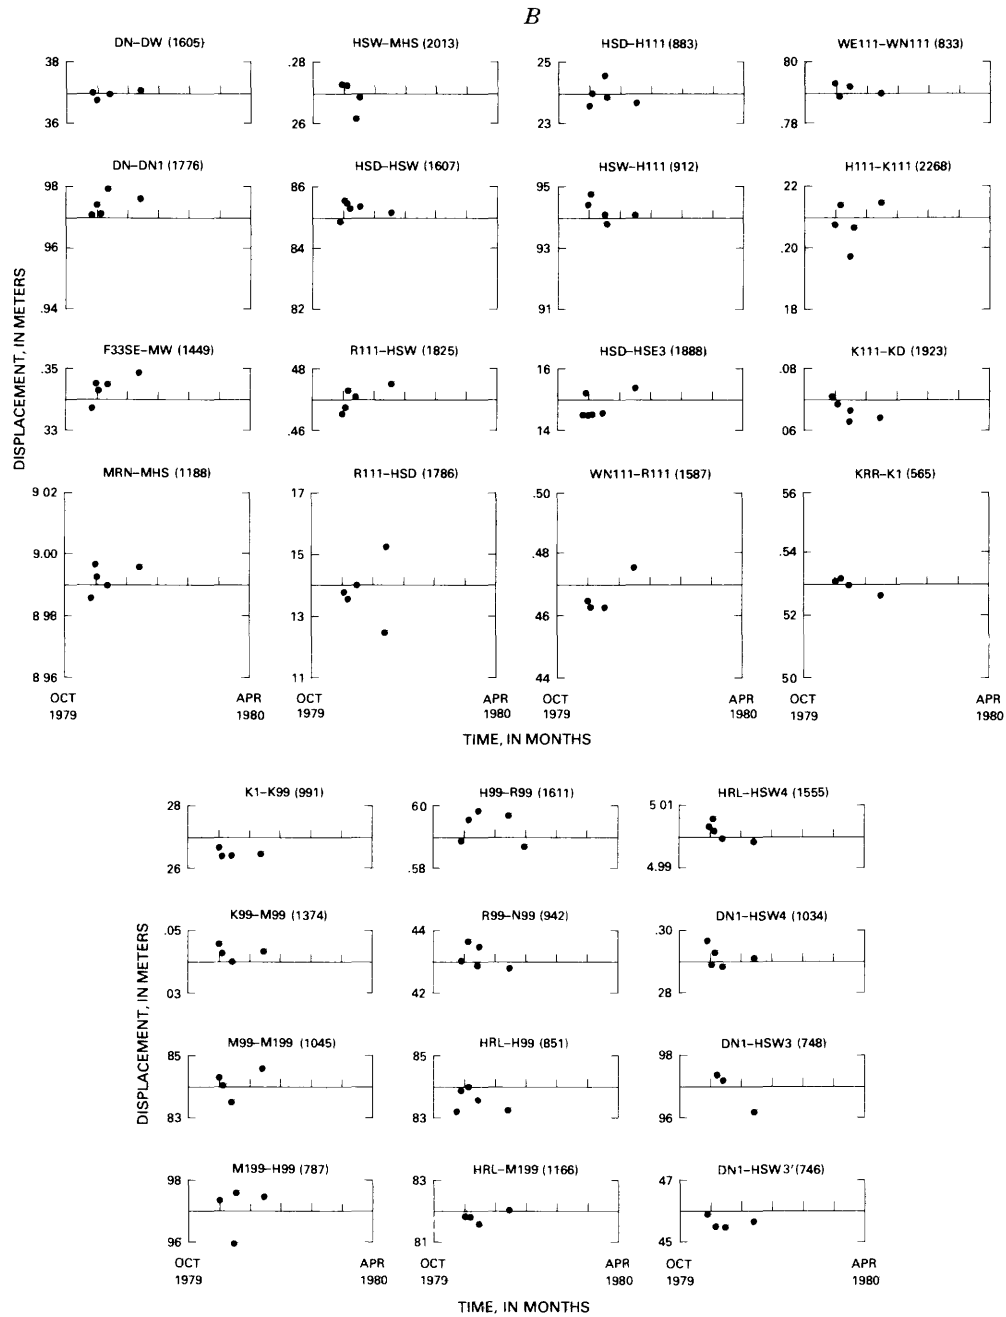 B
DN–DW (1605)
HSW–MHS (2013)
HSD–H111 (883)
WE111–WN111 (833)
38
36
.28
26
25
23
80
.78
DN–DN1 (1776)
HSD–HSW (1607)
HSW–H111 (912)
H111–K111 (2268)
98
96
.94
86
84
82
95
93
91
22
.20
18
DISPLACEMENT, IN METERS
F33SE–MW (1449)
R111–HSW (1825)
HSD–HSE3 (1888)
K111–KD (1923)
.35
33
48
.46
16
14
.08
06
MRN–MHS (1188)
R111–HSD (1786)
WN111–R111 (1587)
KRR–K1 (565)
9 02
9.00
8 98
8 96
17
15
13
11
.50
.48
46
44
56
.54
52
50
OCT 1979
APR 1980
OCT 1979
APR 1980
OCT 1979
APR 1980
OCT 1979
APR 1980
TIME, IN MONTHS
K1–K99 (991)
H99–R99 (1611)
HRL–HSW4 (1555)
28
26
60
.58
5 01
4.99
K99–M99 (1374)
R99–N99 (942)
DN1–HSW4 (1034)
.05
03
44
42
.30
28
DISPLACEMENT, IN METERS
M99–M199 (1045)
HRL–H99 (851)
DN1–HSW3 (748)
85
83
85
83
98
96
M199–H99 (787)
HRL–M199 (1166)
DN1–HSW3′(746)
98
96
83
81
47
45
OCT 1979
APR 1980
OCT 1979
APR 1980
OCT 1979
APR 1980
TIME, IN MONTHS